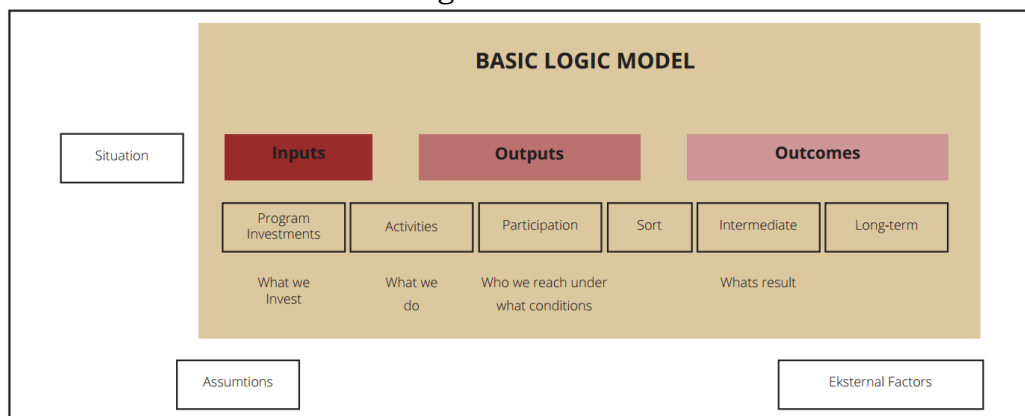 BASIC LOGIC MODEL
Situation
Inputs
Outputs
Outcomes
Program
Investments
Activities
Participation
Sort
Intermediate
Long-term
What we
Invest
What we
do
Who we reach under
what conditions
Whats result
Assumtions
Eksternal Factors